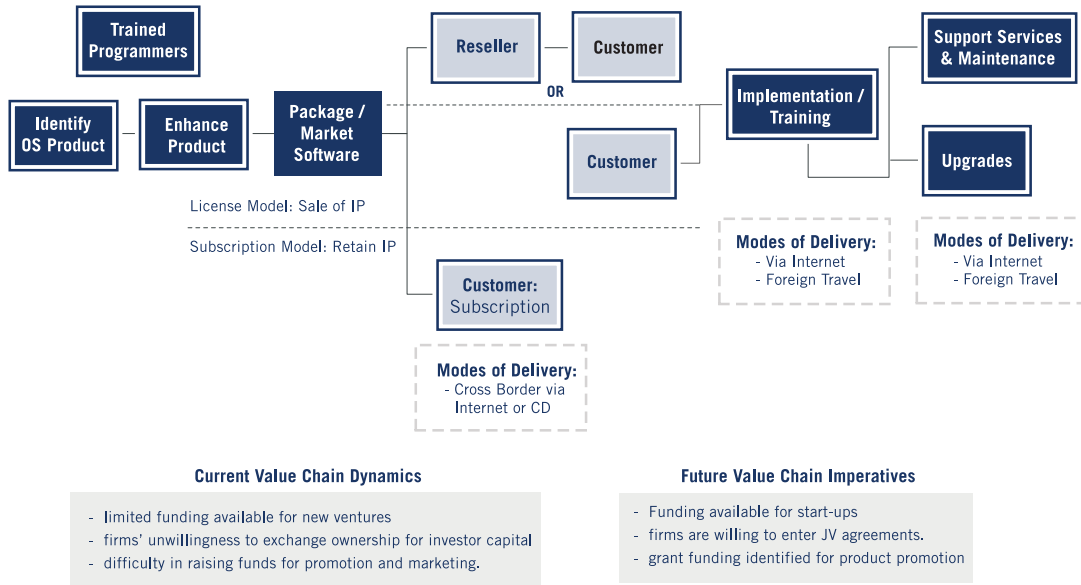 Trained
Programmers
Identify
OS Product
Enhance
Product
Package /
Market
Software
Reseller
Customer
OR
Customer
Implementation /
Training
Support Services
& Maintenance
Upgrades
License Model: Sale of IP
Subscription Model: Retain IP
Customer:
Subscription
Modes of Delivery:
- Cross Border via
Internet or CD
Modes of Delivery:
- Via Internet
- Foreign Travel
Modes of Delivery:
- Via Internet
- Foreign Travel
Current Value Chain Dynamics
- limited funding available for new ventures
- firms' unwillingness to exchange ownership for investor capital
- difficulty in raising funds for promotion and marketing.
Future Value Chain Imperatives
- Funding available for start-ups
- firms are willing to enter JV agreements.
- grant funding identified for product promotion